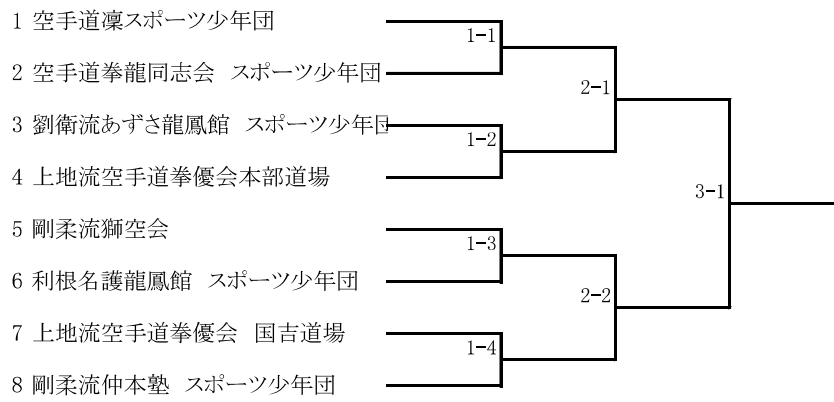 1 空手道凜スポーツ少年団
1-1
2 空手道拳龍同志会 スポーツ少年団
2-1
3 劉衛流あずさ龍鳳館 スポーツ少年団
1-2
4 上地流空手道拳優会本部道場
3-1
5 剛柔流獅空会
1-3
6 利根名護龍鳳館 スポーツ少年団
2-2
7 上地流空手道拳優会 国吉道場
1-4
8 剛柔流仲本塾 スポーツ少年団